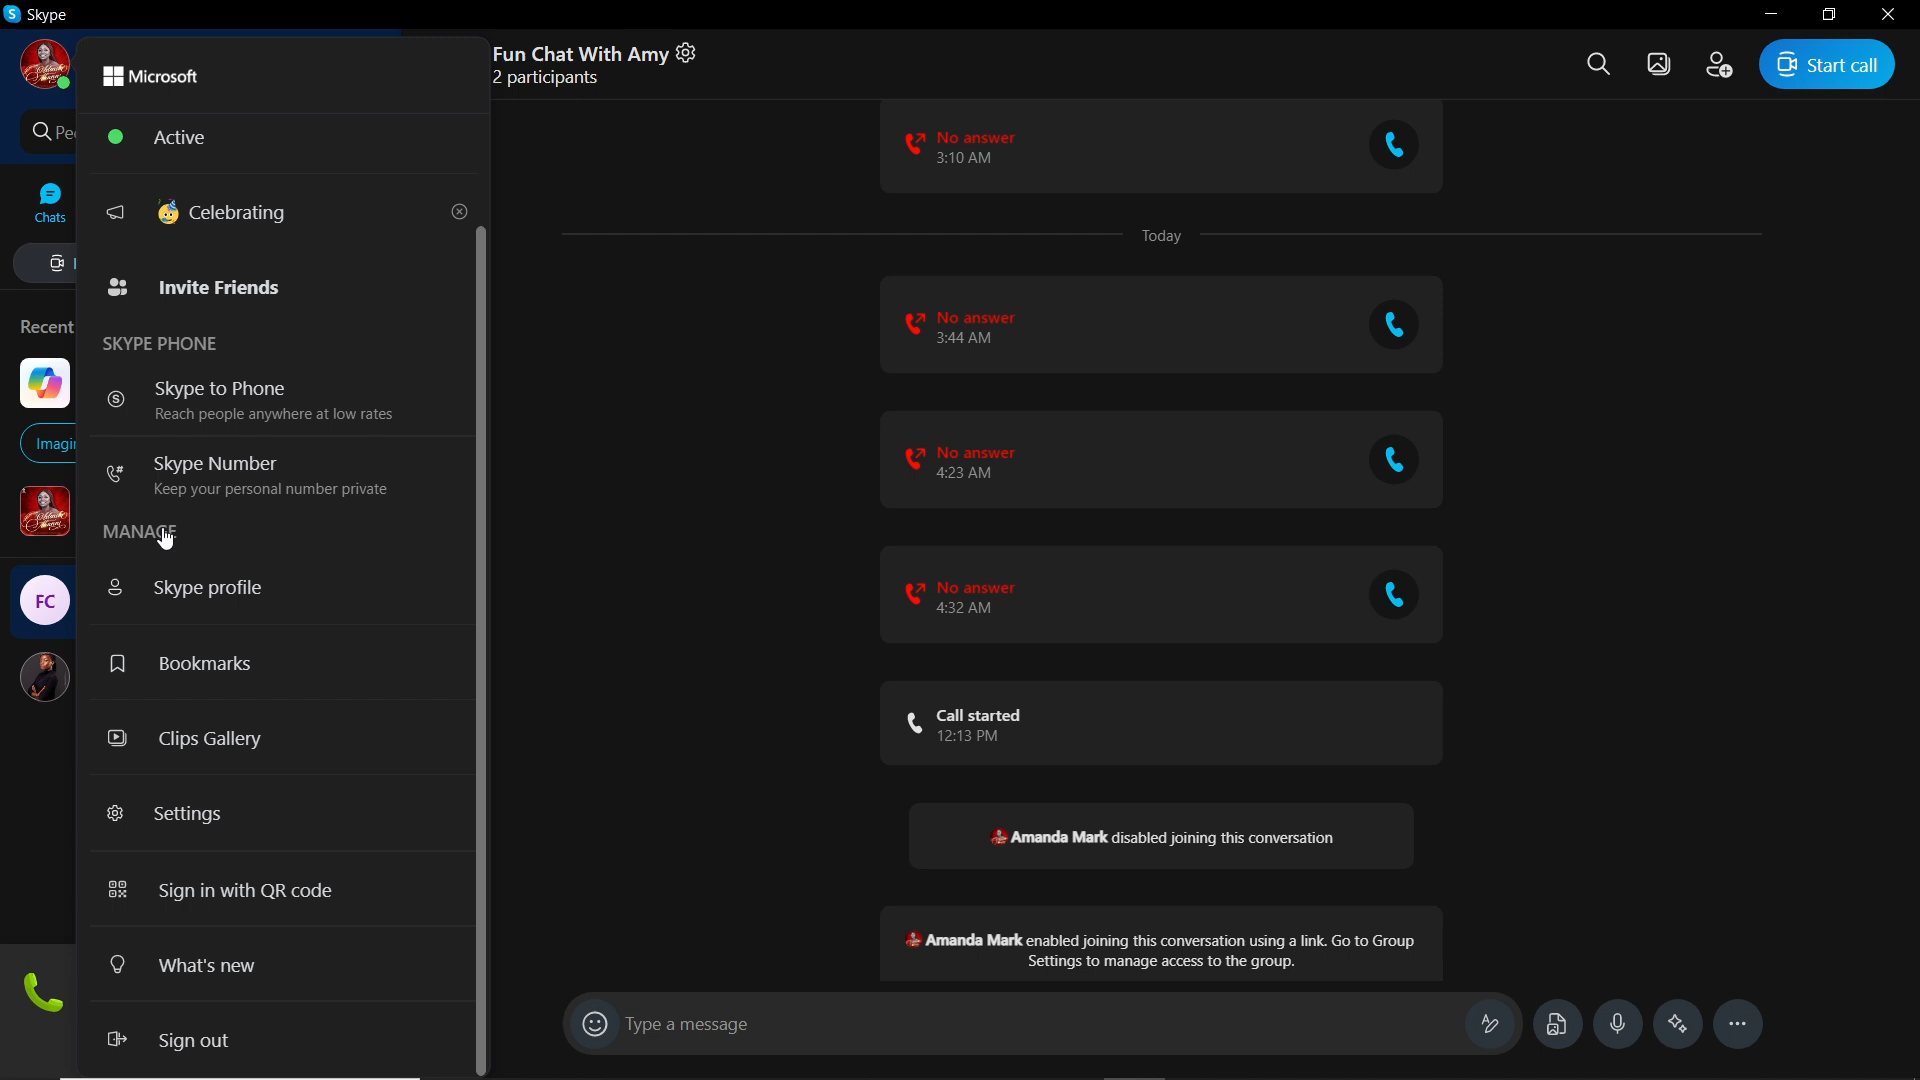 Skype
Microsoft
Active
Celebrating
Invite Friends
SKYPE PHONE
Skype to Phone
Reach people anywhere at low rates
Skype Number
Keep your personal number private
MANAGE
Skype profile
Bookmarks
Clips Gallery
Settings
Sign in with QR code
What's new
Sign out
Chats
Recent
FC
Fun Chat With Amy
2 participants
Start call
No answer
3:10 AM
Today
No answer
3:44 AM
No answer
4:23 AM
No answer
4:32 AM
Call started
12:13 PM
Amanda Mark disabled joining this conversation
Amanda Mark enabled joining this conversation using a link. Go to Group
Settings to manage access to the group.
Type a message